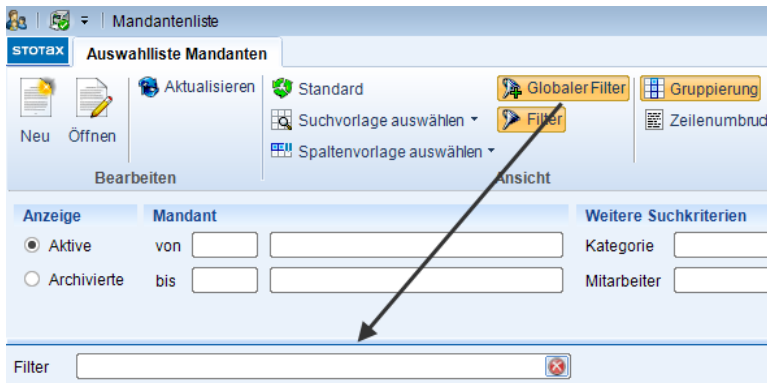 Mandantenliste
stotax Auswahlliste Mandanten
Aktualisieren Standard Globaler Filter Gruppierung
Neu Öffnen Suchvorlage auswählen Filter Zeilenumbruc
Spaltenvorlage auswählen
Bearbeiten Ansicht
Anzeige Mandant Weitere Suchkriterien
Aktive von Kategorie
Archivierte bis Mitarbeiter
Filter